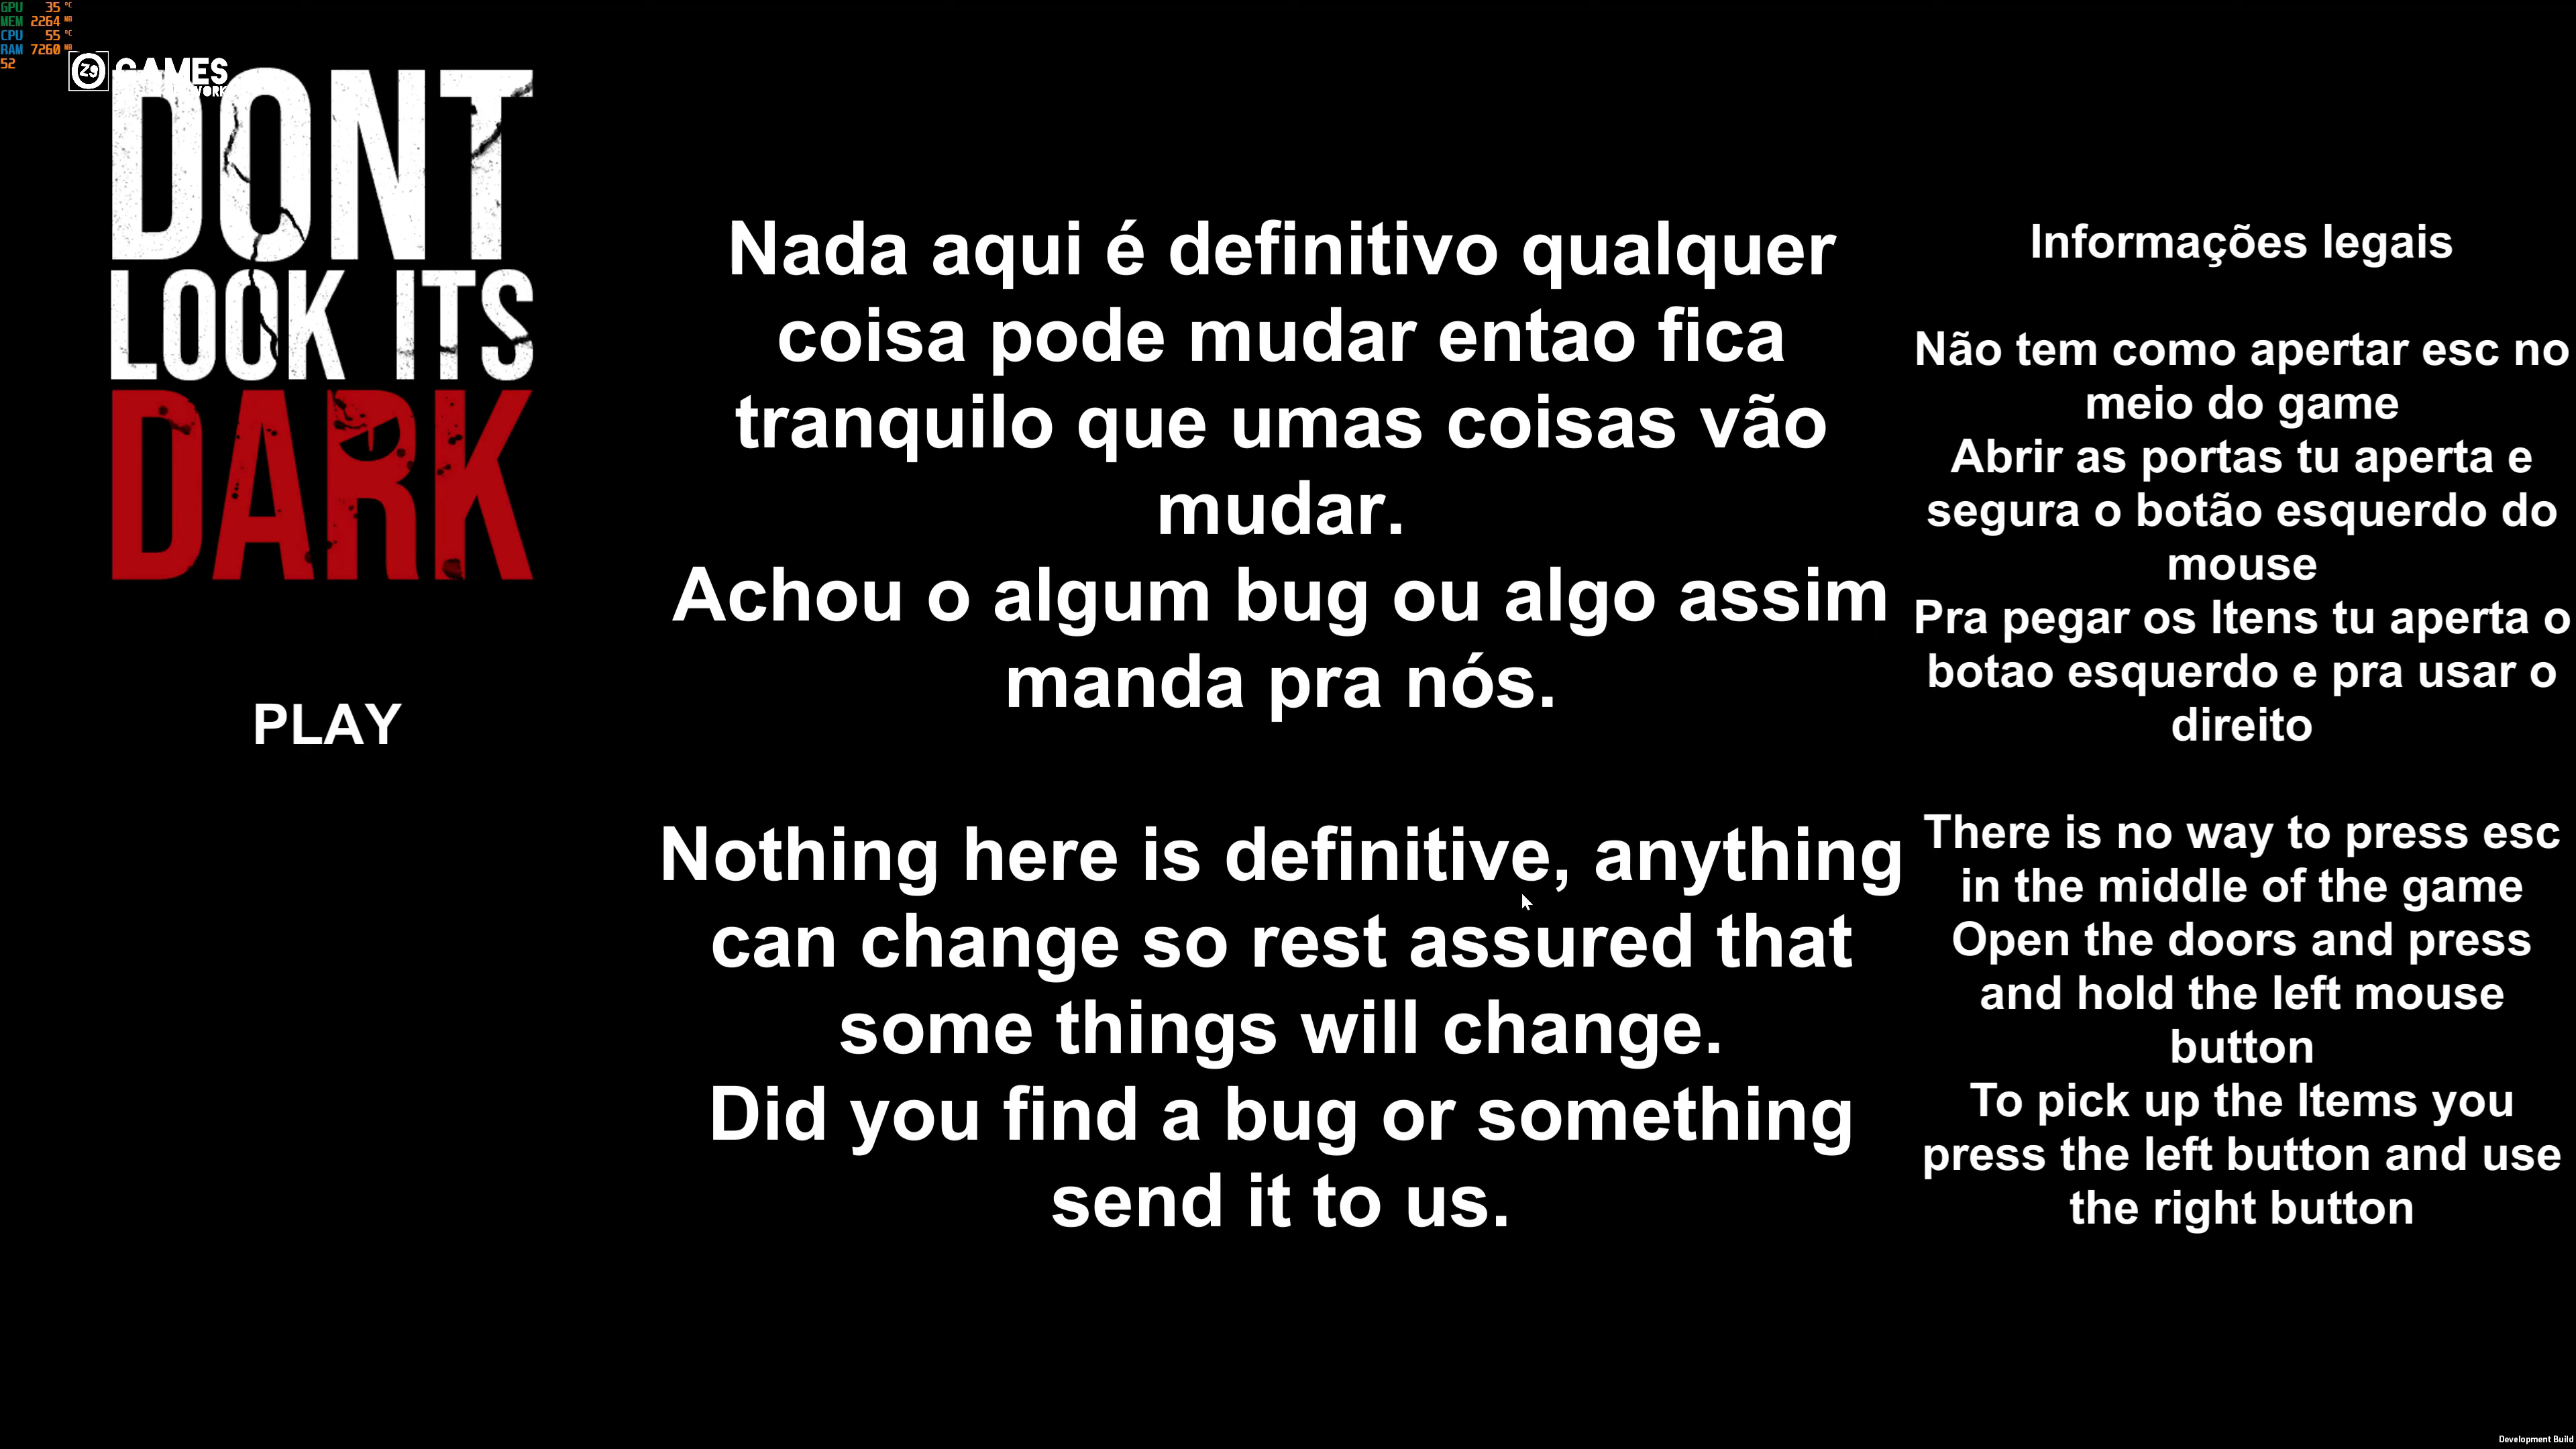 GPU 35 °C
MEM 2264 MB
CPU 55 °C
RAM 7260 MB
52
Z9 GAMES
DONT
LOOK ITS
DARK
PLAY
Nada aqui é definitivo qualquer
coisa pode mudar entao fica
tranquilo que umas coisas vão
mudar.
Achou o algum bug ou algo assim
manda pra nós.
Nothing here is definitive, anything
can change so rest assured that
some things will change.
Did you find a bug or something
send it to us.
Informações legais
Não tem como apertar esc no
meio do game
Abrir as portas tu aperta e
segura o botão esquerdo do
mouse
Pra pegar os Itens tu aperta o
botao esquerdo e pra usar o
direito
There is no way to press esc
in the middle of the game
Open the doors and press
and hold the left mouse
button
To pick up the Items you
press the left button and use
the right button
Development Build